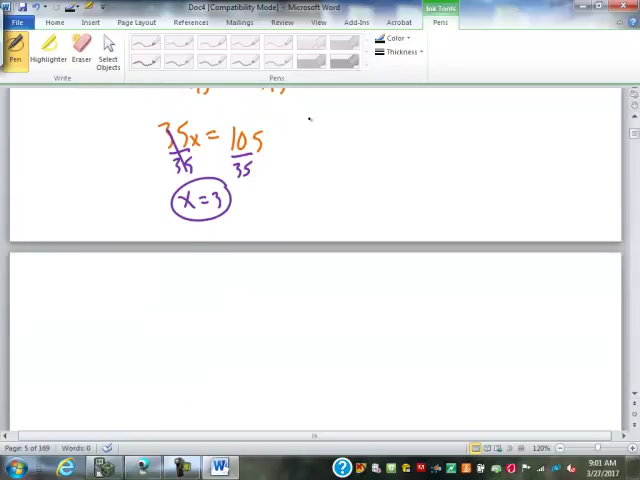 Doc4 [Compatibility Mode] - Microsoft Word
Ink Tools
File Home Insert Page Layout References Mailings Review View Add-Ins Acrobat Pens
Pen Highlighter Eraser Select Objects
Color
Thickness
Write Pens
35x = 105
35 35
x = 3
Page: 5 of 169 Words: 0 120%
9:01 AM
3/27/2017